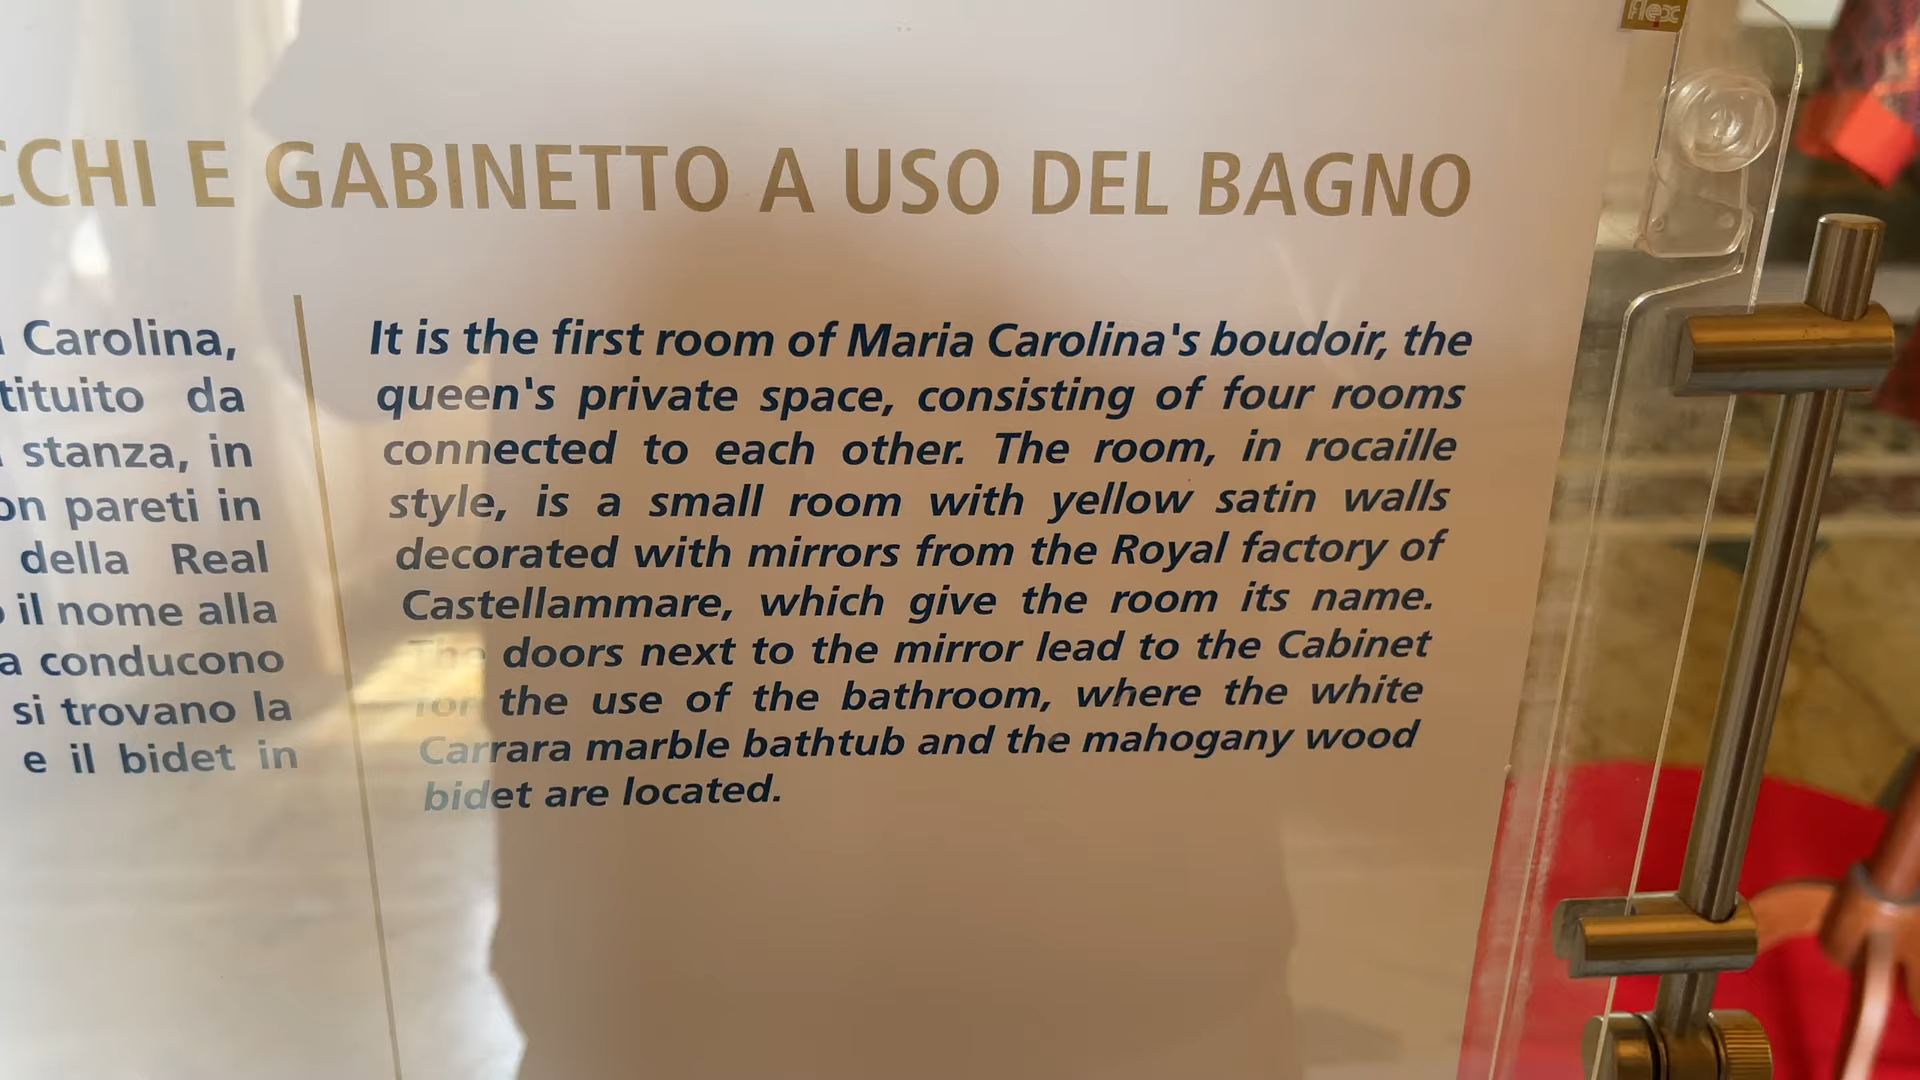 flex
E GABINETTO A USO DEL BAGNO
Carolina,
da
stanza, in
pareti in
della Real
il nome alla
conducono
si trovano la
e il bidet in
It is the first room of Maria Carolina's boudoir, the
queen's private space, consisting of four rooms
connected to each other. The room, in rocaille
style, is a small room with yellow satin walls
decorated with mirrors from the Royal factory of
Castellammare, which give the room its name.
The doors next to the mirror lead to the Cabinet
for the use of the bathroom, where the white
Carrara marble bathtub and the mahogany wood
bidet are located.